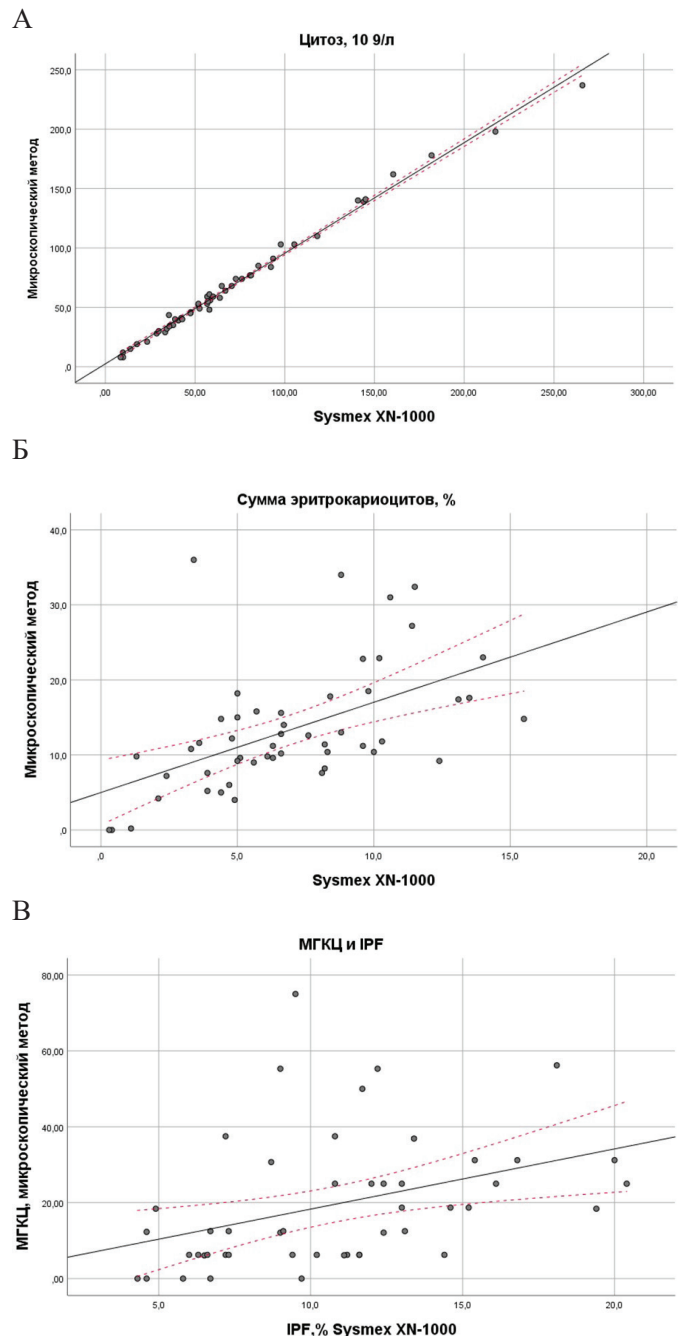 А
Цитоз, 10 9/л
Микроскопический метод
250,0
200,0
150,0
100,0
50,0
,0
,00 50,00 100,00 150,00 200,00 250,00 300,00
Sysmex XN-1000
Б
Сумма эритрокариоцитов, %
Микроскопический метод
40,0
30,0
20,0
10,0
,0
,0 5,0 10,0 15,0 20,0
Sysmex XN-1000
В
МГКЦ и IPF
МГКЦ, микроскопический метод
80,00
60,00
40,00
20,00
,00
5,0 10,0 15,0 20,0
IPF,% Sysmex XN-1000